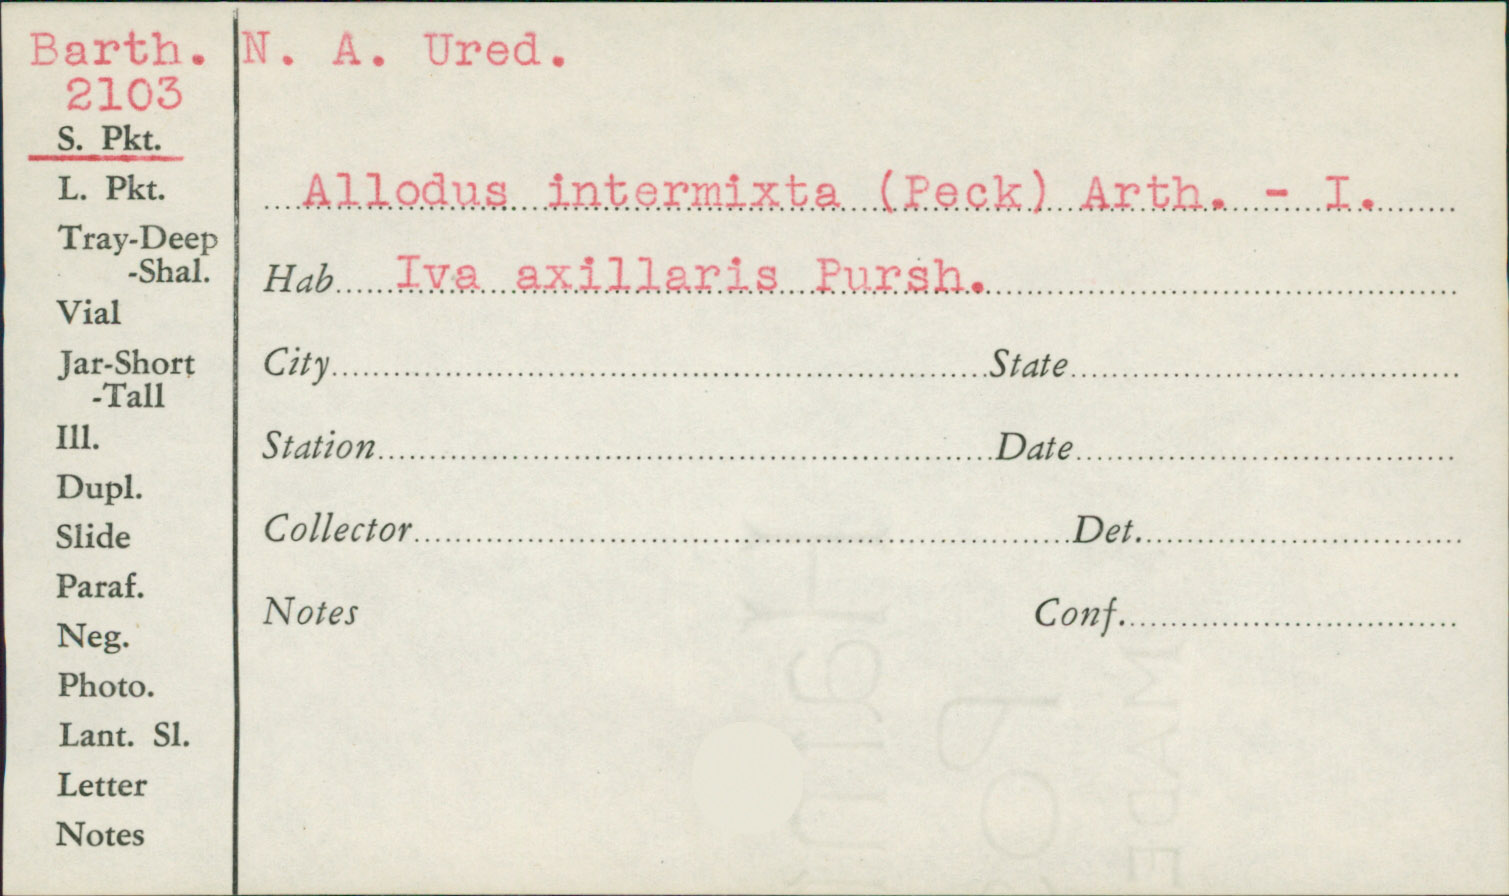 Barth. N. A. Ured.
2103
S. Pkt.
L. Pkt.
Tray-Deep
-Shal.
Vial
Jar-Short
-Tall
Ill.
Dupl.
Slide
Paraf.
Neg.
Photo.
Lant. Sl.
Letter
Notes
Allodus intermixta (Peck) Arth. - I.
Hab Iva axillaris Pursh.
City State
Station Date
Collector Det.
Notes Conf.